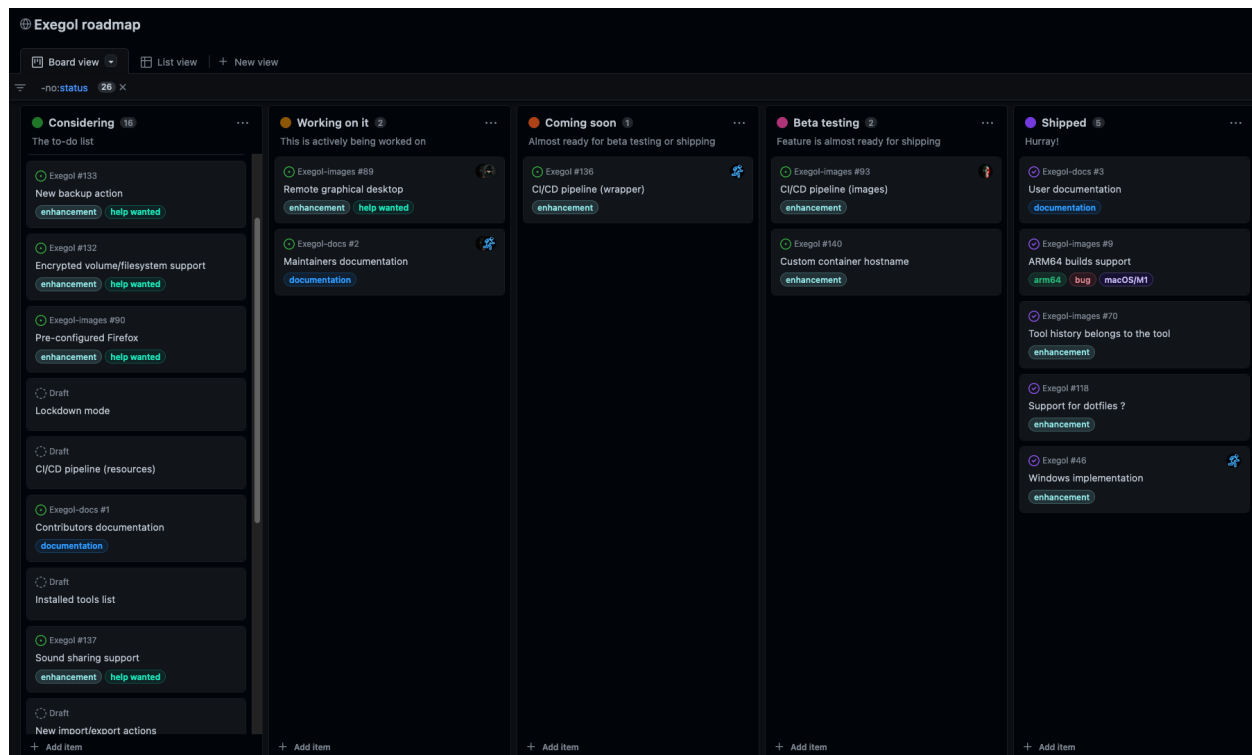 Exegol roadmap
Board view
List view
+ New view
-no:status 26 ×
Considering 16 ...
The to-do list
Exegol #133
New backup action
enhancement help wanted
Exegol #132
Encrypted volume/filesystem support
enhancement help wanted
Exegol-images #90
Pre-configured Firefox
enhancement help wanted
Draft
Lockdown mode
Draft
CI/CD pipeline (resources)
Exegol-docs #1
Contributors documentation
documentation
Draft
Installed tools list
Exegol #137
Sound sharing support
enhancement help wanted
Draft
New import/export actions
+ Add item
Working on it 2 ...
This is actively being worked on
Exegol-images #89
Remote graphical desktop
enhancement help wanted
Exegol-docs #2
Maintainers documentation
documentation
+ Add item
Coming soon 1 ...
Almost ready for beta testing or shipping
Exegol #136
CI/CD pipeline (wrapper)
enhancement
+ Add item
Beta testing 2 ...
Feature is almost ready for shipping
Exegol-images #93
CI/CD pipeline (images)
enhancement
Exegol #140
Custom container hostname
enhancement
+ Add item
Shipped 5 ...
Hurray!
Exegol-docs #3
User documentation
documentation
Exegol-images #9
ARM64 builds support
arm64 bug macOS/M1
Exegol-images #70
Tool history belongs to the tool
enhancement
Exegol #118
Support for dotfiles ?
enhancement
Exegol #46
Windows implementation
enhancement
+ Add item